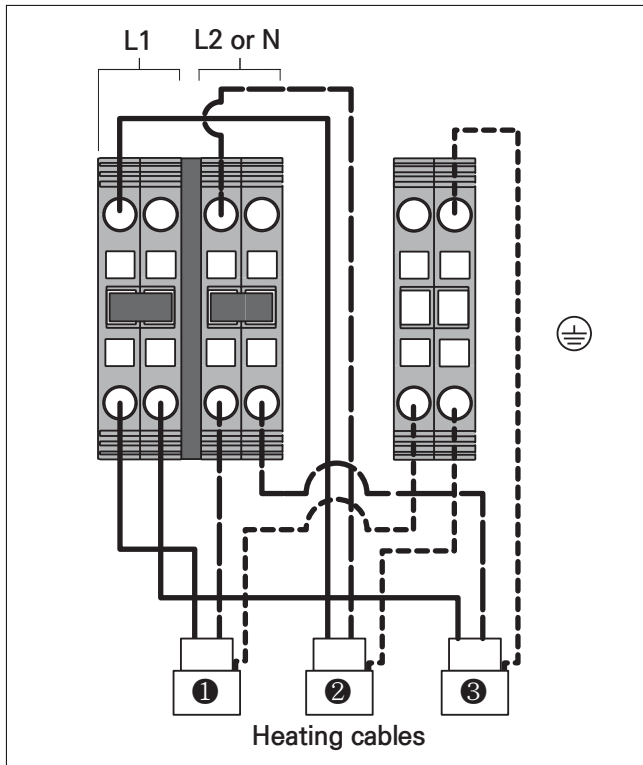 L1 L2 or N
❶ ❷ ❸
Heating cables